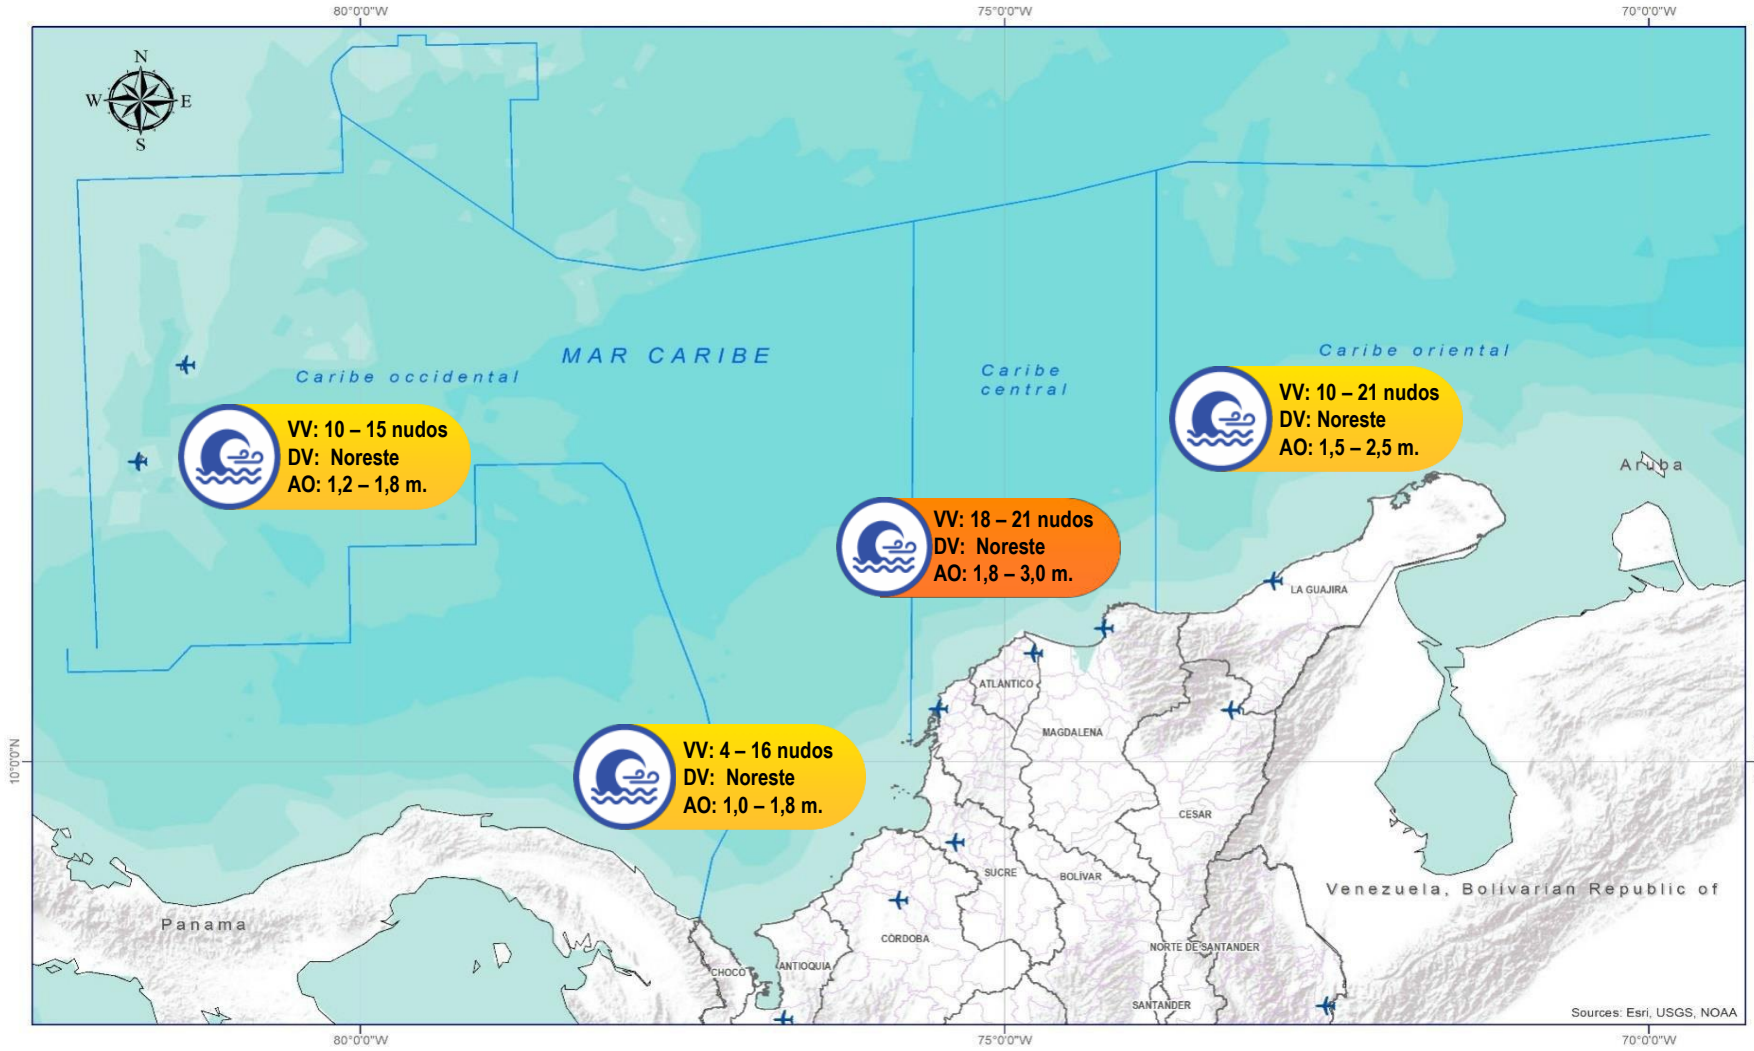 80°0'0"W
75°0'0"W
70°0'0"W
N
W
E
S
MAR CARIBE
Caribe occidental
Caribe
central
Caribe oriental
VV: 10 – 21 nudos
DV: Noreste
AO: 1,5 – 2,5 m.
VV: 10 – 15 nudos
DV: Noreste
AO: 1,2 – 1,8 m.
Aruba
VV: 18 – 21 nudos
DV: Noreste
AO: 1,8 – 3,0 m.
LA GUAJIRA
ATLÁNTICO
MAGDALENA
VV: 4 – 16 nudos
DV: Noreste
AO: 1,0 – 1,8 m.
10°0'0"N
CESAR
SUCRE
BOLÍVAR
Venezuela, Bolivarian Republic of
Panama
CÓRDOBA
NORTE DE SANTANDER
CHOCÓ
ANTIOQUIA
SANTANDER
Sources: Esri, USGS, NOAA
80°0'0"W
75°0'0"W
70°0'0"W